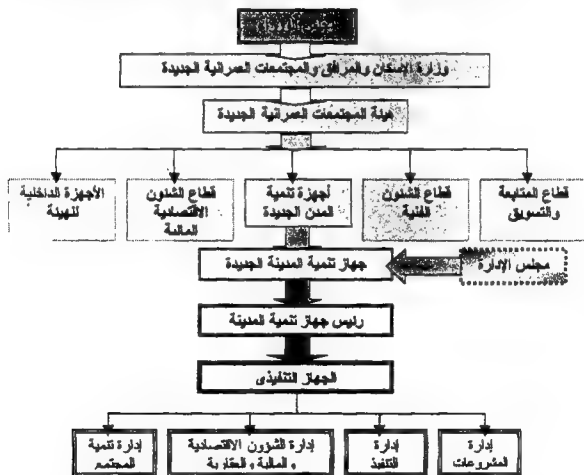 وزارة الإسكان والمرافق والمجتمعات العمرانية الجديدة
هيئة المجتمعات العمرانية الجديدة
قطاع المتابعة
والتسويق
قطاع الشئون
الفنية
أجهزة تنمية
المدن الجديدة
قطاع الشئون
الاقتصادية
المالية
الأجهزة الداخلية
للهيئة
جهاز تنمية المدينة الجديدة
مجلس الإدارة
رئيس جهاز تنمية المدينة
الجهاز التنفيذى
إدارة
المشروعات
إدارة
التنفيذ
إدارة الشؤون الاقتصادية
والمالية والعقارية
إدارة تنمية
المجتمع